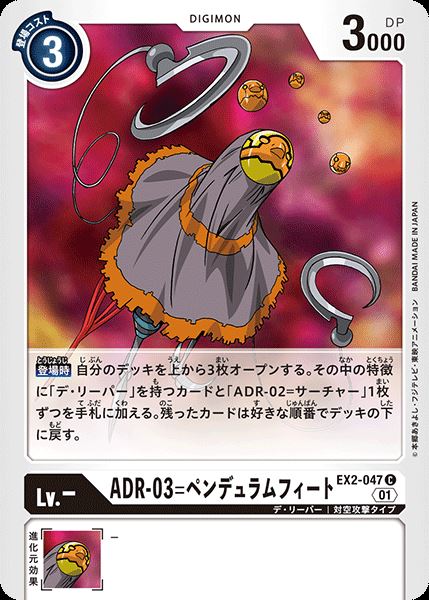 登場コスト
3
DIGIMON
DP
3000
©本郷あきよし・フジテレビ・東映アニメーション BANDAI MADE IN JAPAN
登場時 自分のデッキを上から3枚オープンする。その中の特徴
に「デ・リーパー」を持つカードと「ADR-02=サーチャー」1枚
ずつを手札に加える。残ったカードは好きな順番でデッキの下
に戻す。
Lv.ー
ADR-03=ペンデュラムフィート
EX2-047 C
01
デ・リーパー | 対空攻撃タイプ
進化元効果
ー